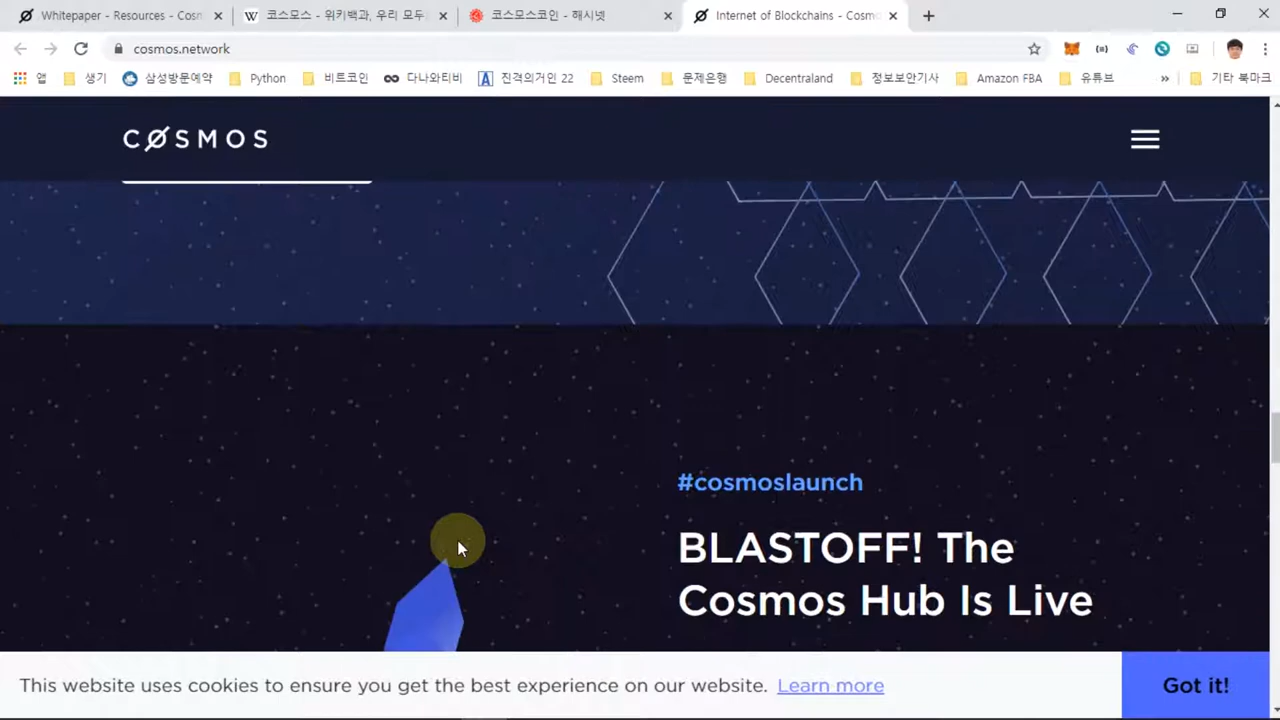 Whitepaper - Resources - Cosm
코스모스 - 위키백과, 우리 모두
코스모스코인 - 해시넷
Internet of Blockchains - Cosmo
cosmos.network
앱
생기
삼성방문예약
Python
비트코인
다나와티비
진격의거인 22
Steem
문제은행
Decentraland
정보보안기사
Amazon FBA
유튜브
»
기타 북마크
CØSMOS
#cosmoslaunch
BLASTOFF! The
Cosmos Hub Is Live
This website uses cookies to ensure you get the best experience on our website. Learn more
Got it!